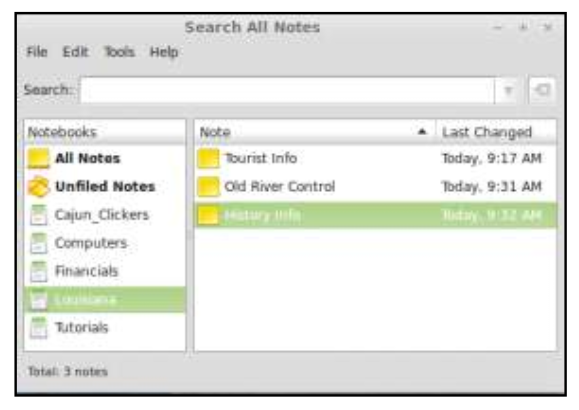 Search All Notes
File Edit Tools Help
Search:
Notebooks
All Notes
Unfiled Notes
Cajun_Clickers
Computers
Financials
Louisiana
Tutorials
Note Last Changed
Tourist Info Today, 9:17 AM
Old River Control Today, 9:31 AM
History Info Today, 9:32 AM
Total: 3 notes